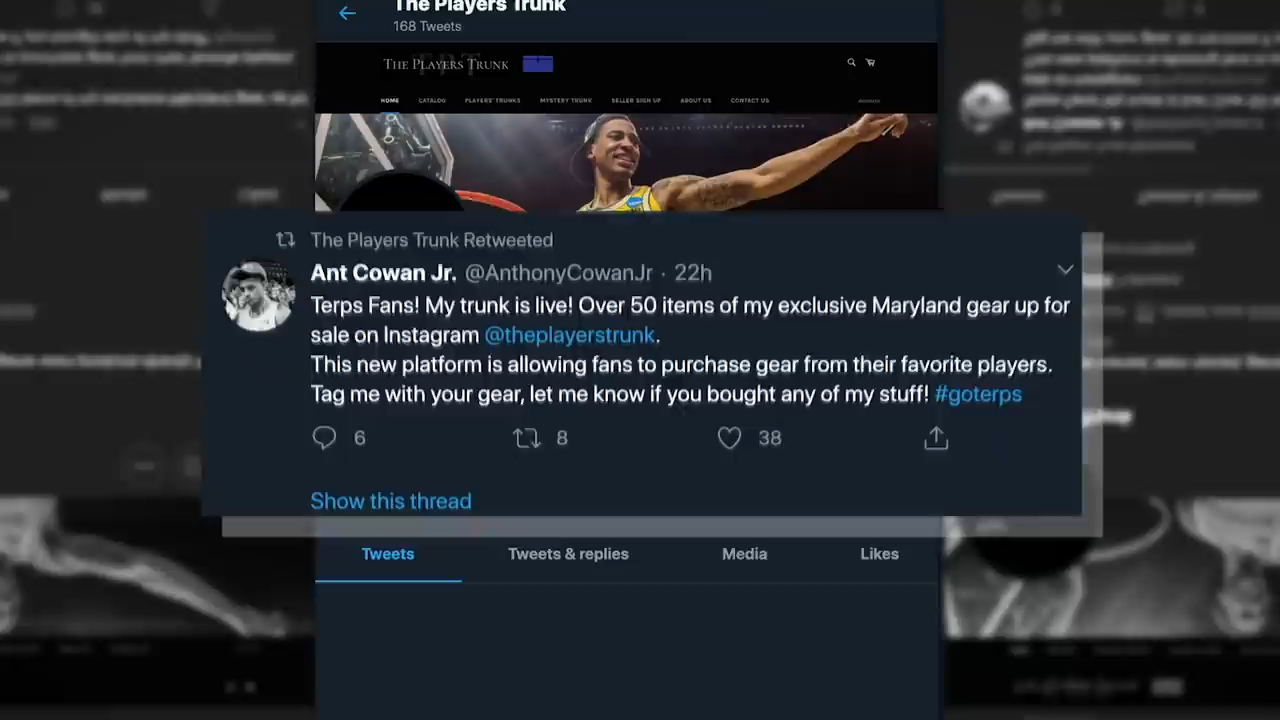 The Players Trunk
168 Tweets
THE PLAYERS TRUNK
HOME CATALOG PLAYERS' TRUNKS MYSTERY TRUNK SELLER SIGN UP ABOUT US CONTACT US
The Players Trunk Retweeted
Ant Cowan Jr. @AnthonyCowanJr · 22h
Terps Fans! My trunk is live! Over 50 items of my exclusive Maryland gear up for
sale on Instagram @theplayerstrunk.
This new platform is allowing fans to purchase gear from their favorite players.
Tag me with your gear, let me know if you bought any of my stuff! #goterps
6 8 38
Show this thread
Tweets Tweets & replies Media Likes